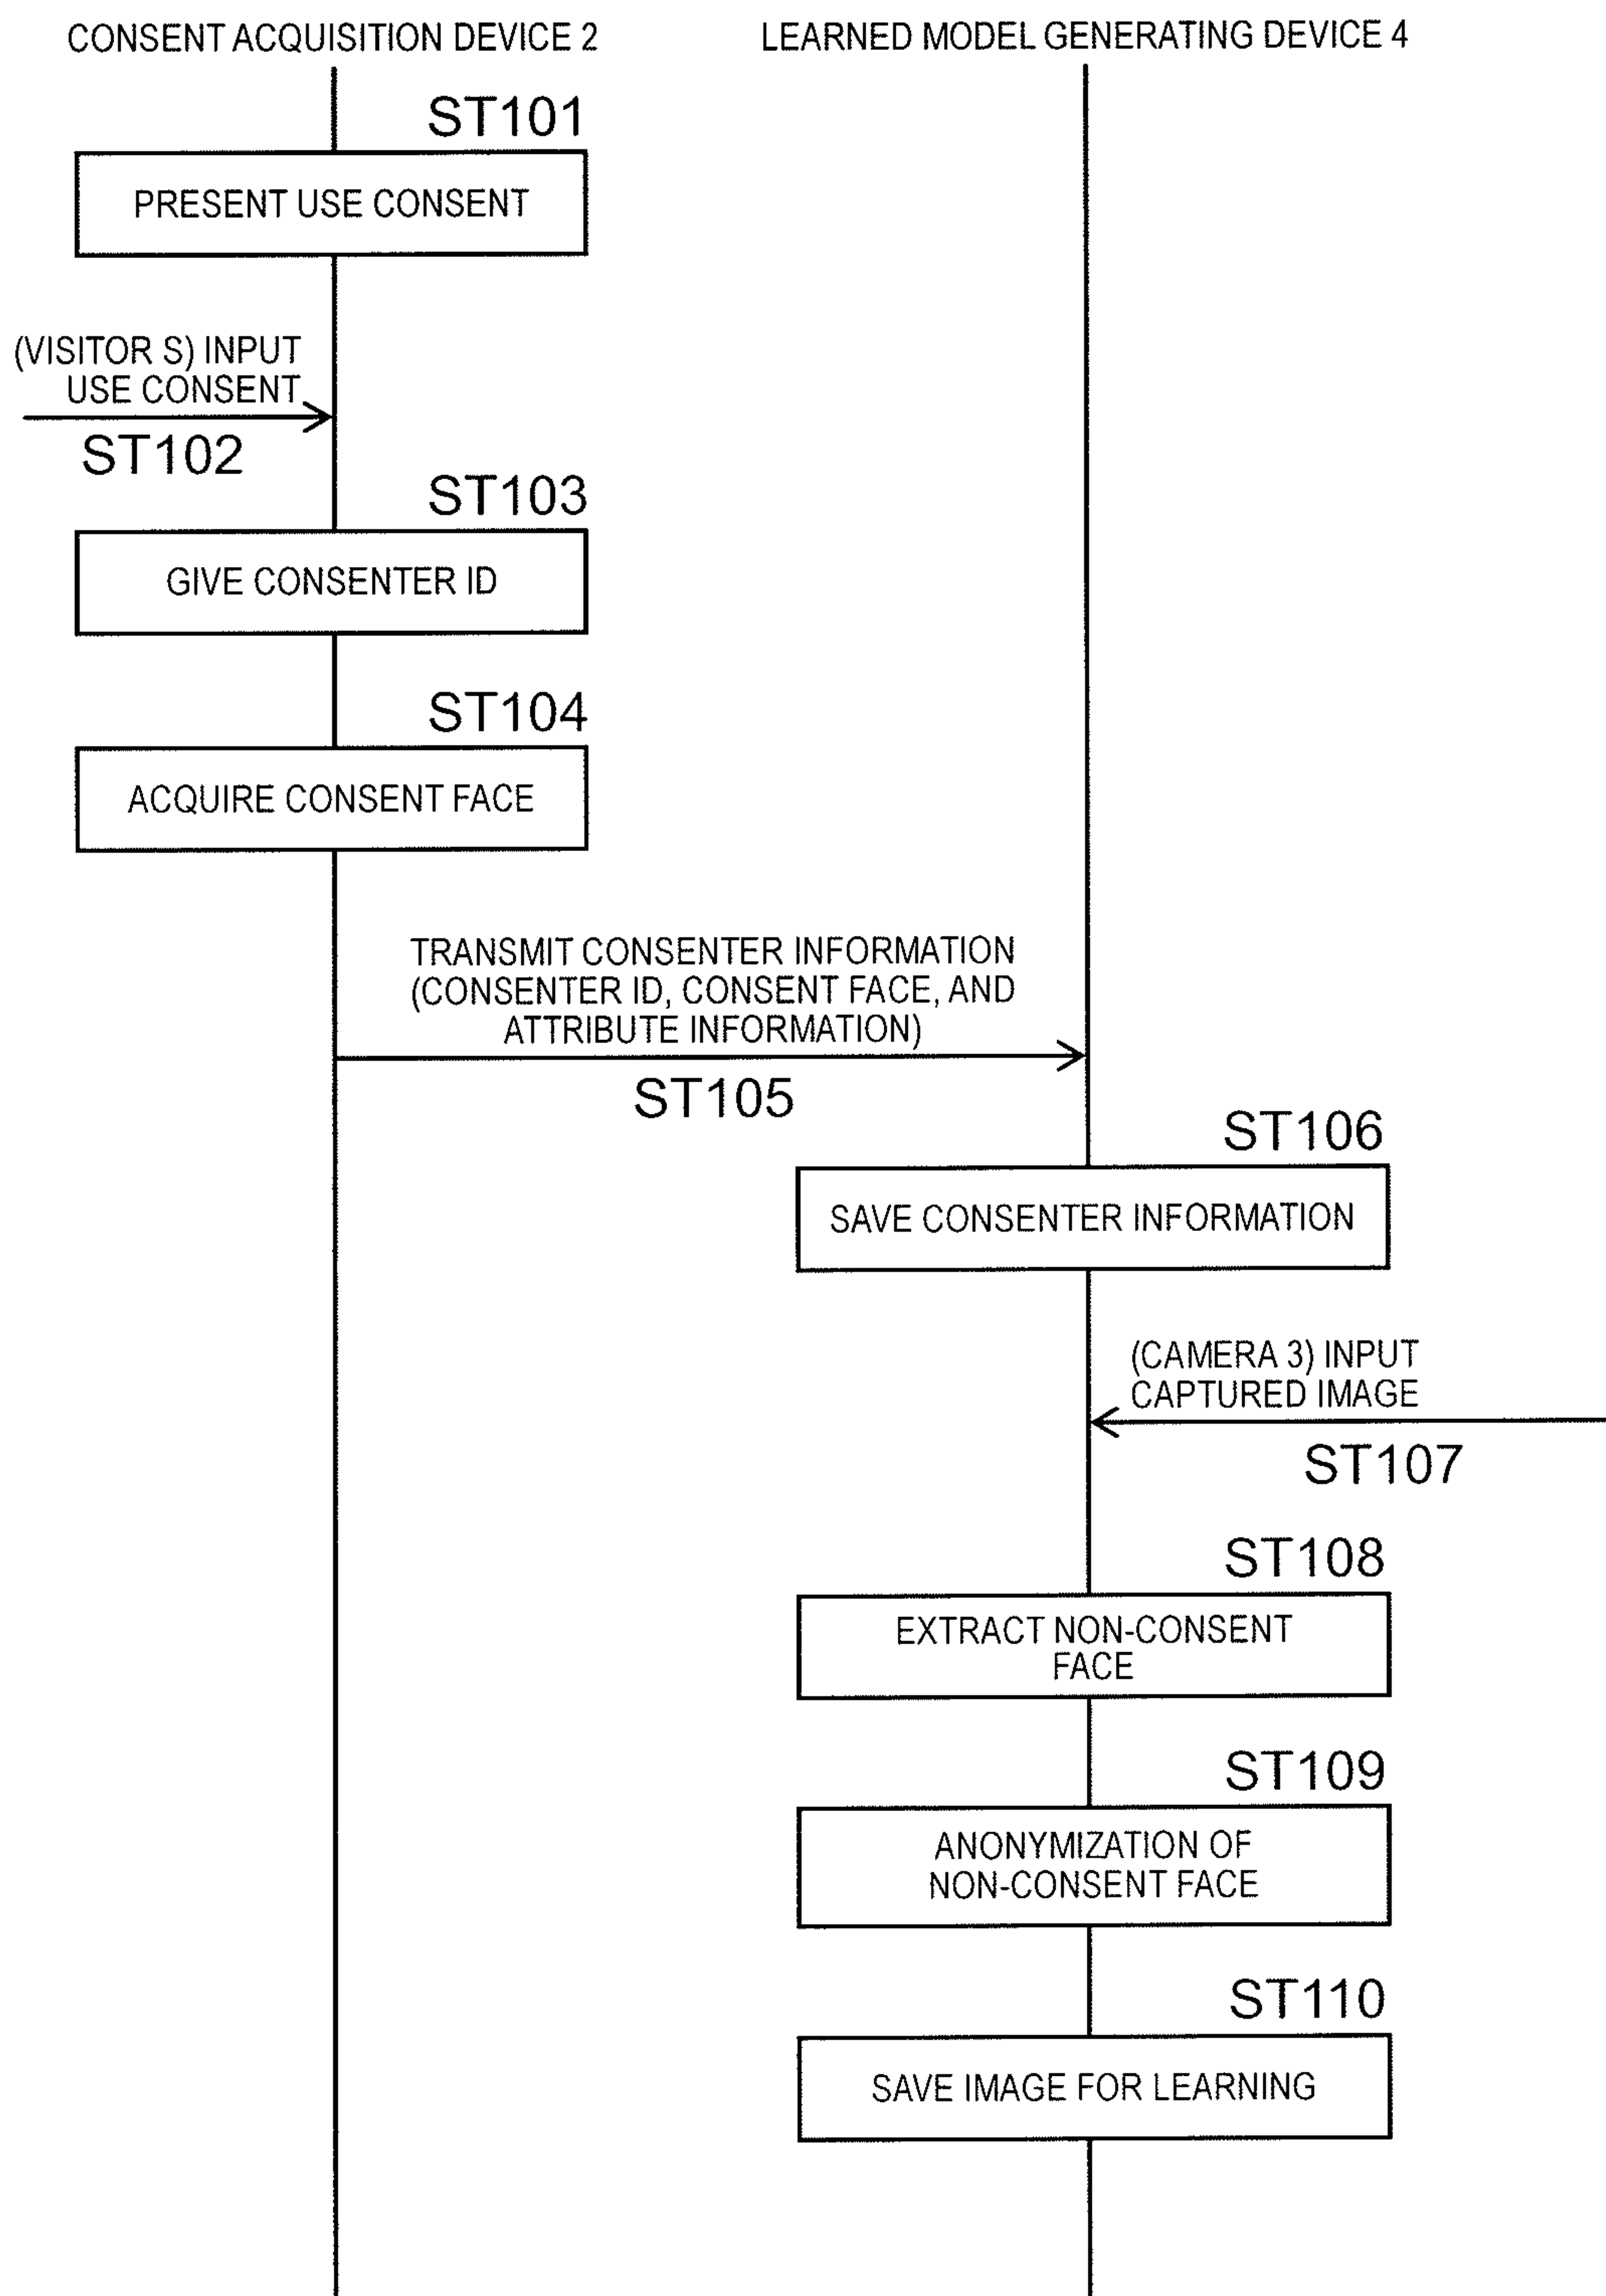 CONSENT ACQUISITION DEVICE 2
LEARNED MODEL GENERATING DEVICE 4
ST101
PRESENT USE CONSENT
(VISITOR S) INPUT
USE CONSENT
ST102
ST103
GIVE CONSENTER ID
ST104
ACQUIRE CONSENT FACE
TRANSMIT CONSENTER INFORMATION
(CONSENTER ID, CONSENT FACE, AND
ATTRIBUTE INFORMATION)
ST105
ST106
SAVE CONSENTER INFORMATION
(CAMERA 3) INPUT
CAPTURED IMAGE
ST107
ST108
EXTRACT NON-CONSENT
FACE
ST109
ANONYMIZATION OF
NON-CONSENT FACE
ST110
SAVE IMAGE FOR LEARNING